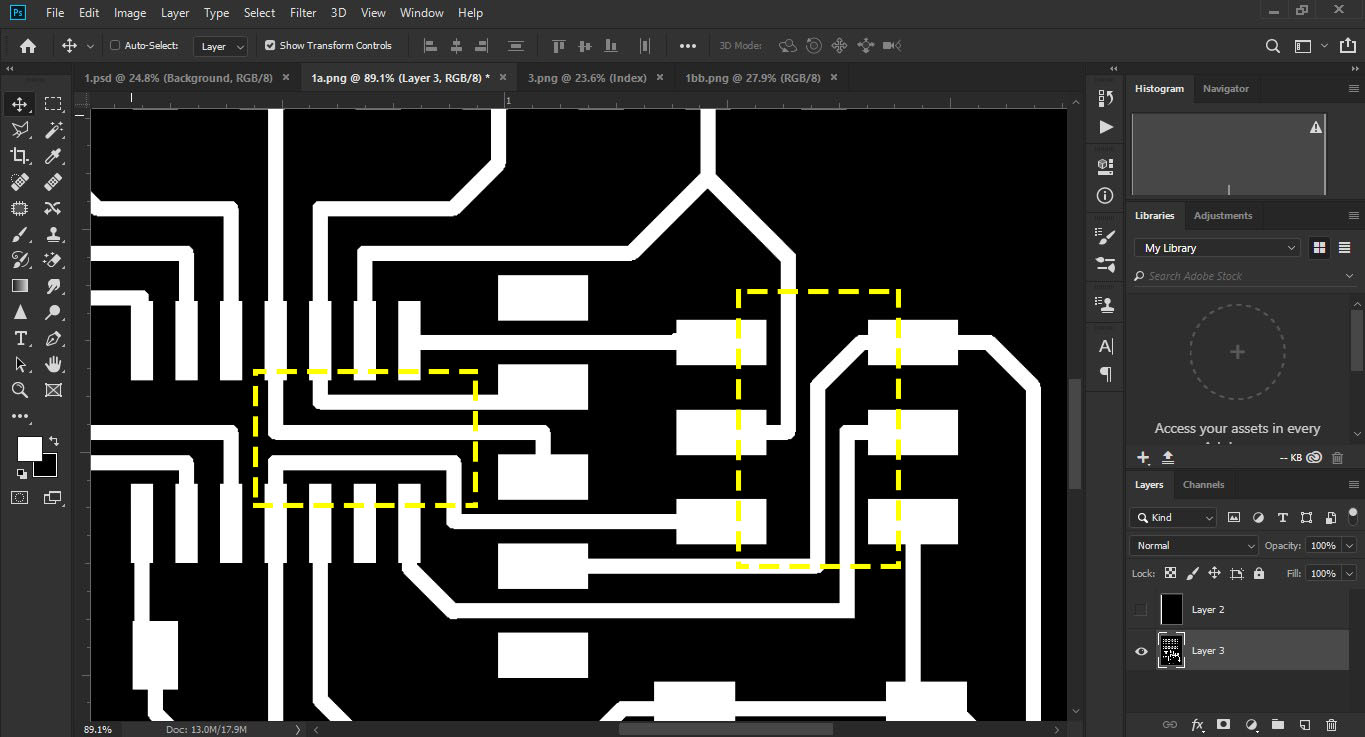 Ps File Edit Image Layer Type Select Filter 3D View Window Help
Auto-Select: Layer Show Transform Controls 3D Mode:
1.psd @ 24.8% (Background, RGB/8) × 1a.png @ 89.1% (Layer 3, RGB/8) * × 3.png @ 23.6% (Index) × 1bb.png @ 27.9% (RGB/8) ×
1
Histogram Navigator
Libraries Adjustments
My Library
Search Adobe Stock
Access your assets in every
-- KB
Layers Channels
Kind
Normal Opacity: 100%
Lock: Fill: 100%
Layer 2
Layer 3
89.1% Doc: 13.0M/17.9M